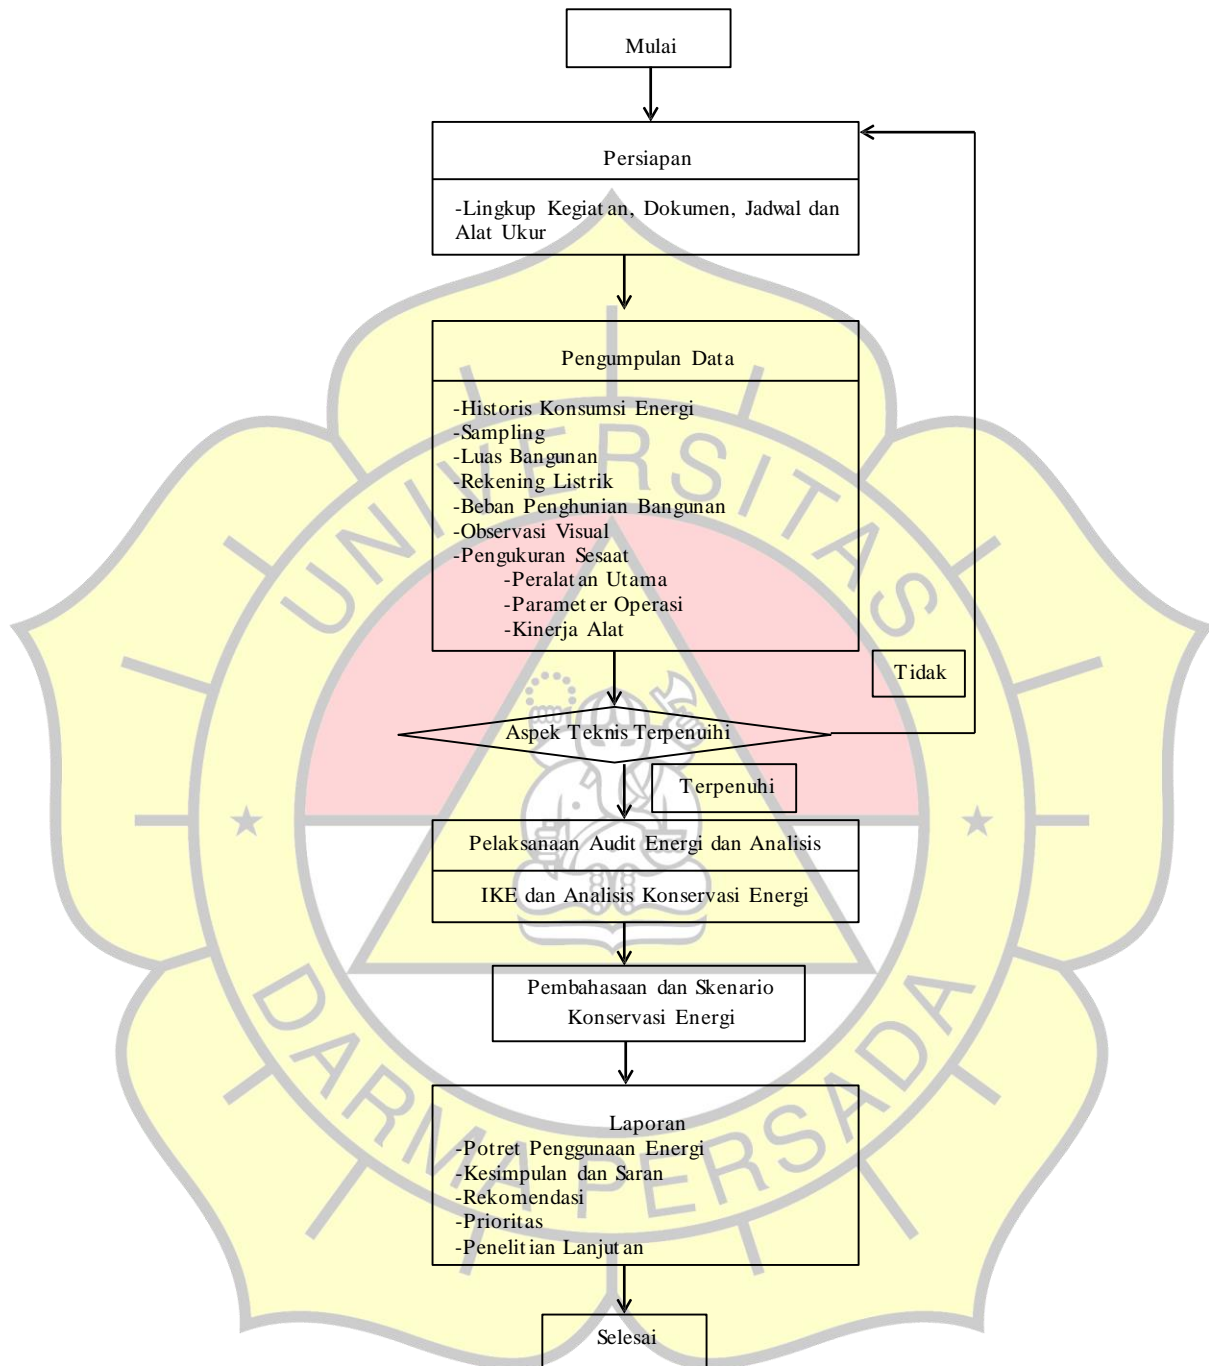 Mulai
Persiapan
-Lingkup Kegiatan, Dokumen, Jadwal dan
Alat Ukur
Pengumpulan Data
-Historis Konsumsi Energi
-Sampling
-Luas Bangunan
-Rekening Listrik
-Beban Penghunian Bangunan
-Observasi Visual
-Pengukuran Sesaat
-Peralatan Utama
-Parameter Operasi
-Kinerja Alat
Tidak
Aspek Teknis Terpenuihi
Terpenuhi
Pelaksanaan Audit Energi dan Analisis
IKE dan Analisis Konservasi Energi
Pembahasaan dan Skenario
Konservasi Energi
Laporan
-Potret Penggunaan Energi
-Kesimpulan dan Saran
-Rekomendasi
-Prioritas
-Penelitian Lanjutan
Selesai
UNIVERSITAS
DARMA PERSADA